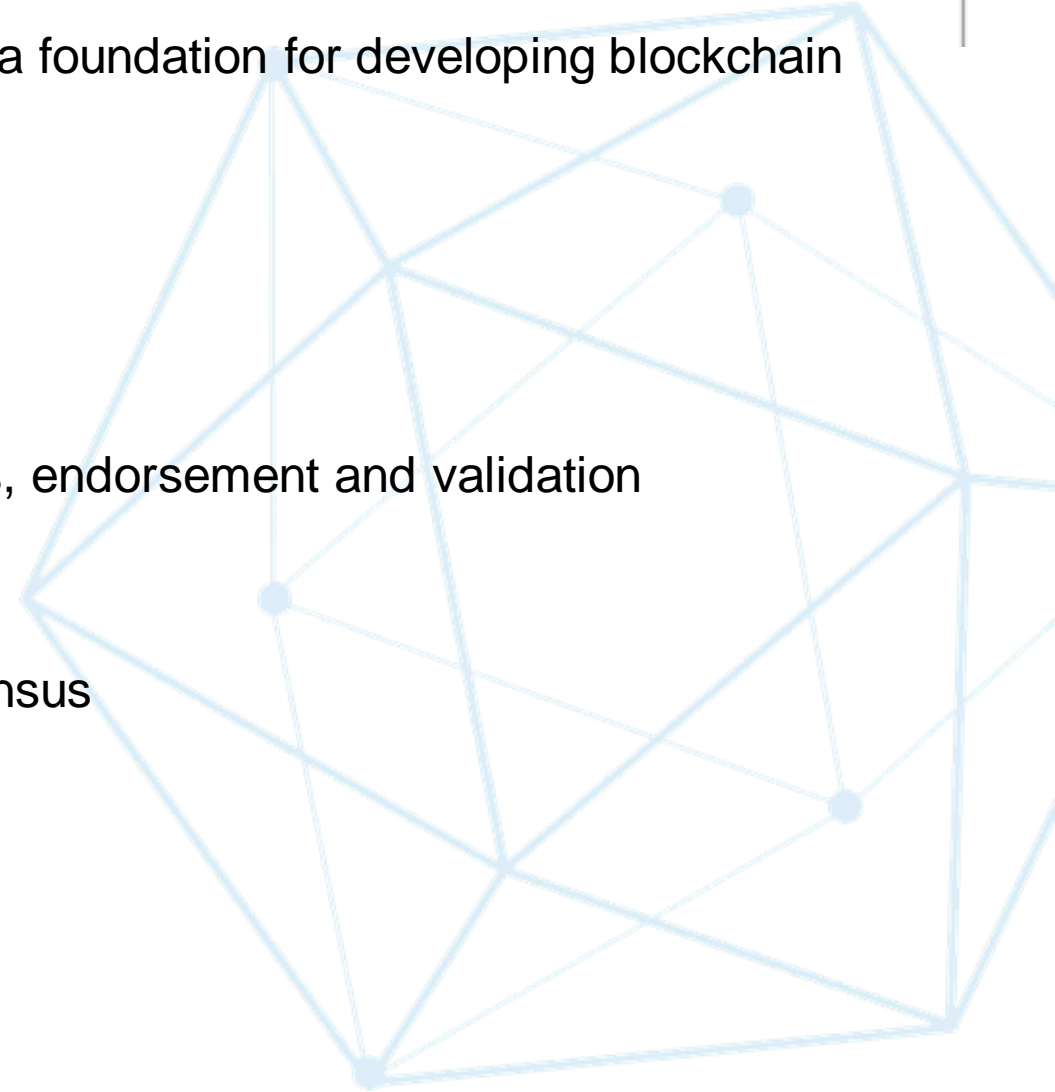 a foundation for developing blockchain
, endorsement and validation
nsus